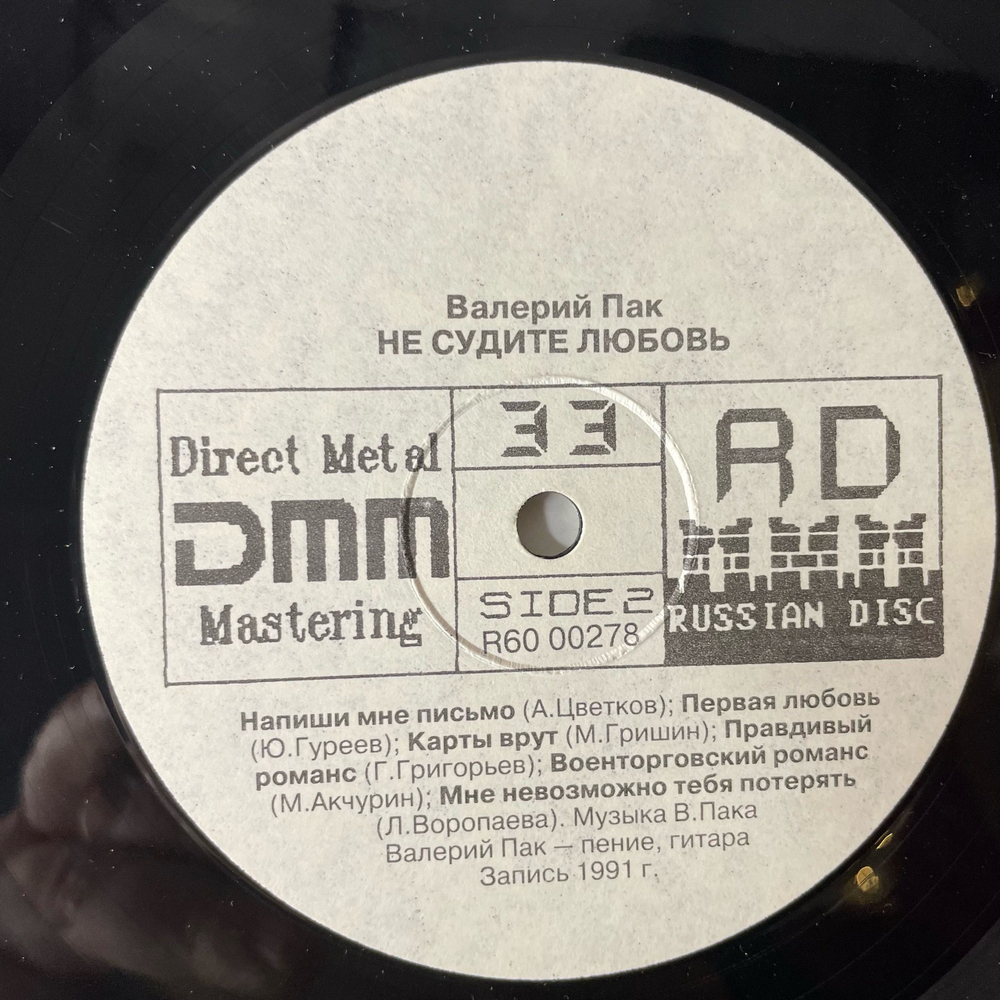 Валерий Пак
НЕ СУДИТЕ ЛЮБОВЬ
Direct Metal
DMM
Mastering
33
SIDE 2
R60 00278
RD
RUSSIAN DISC
Напиши мне письмо (А.Цветков); Первая любовь
(Ю.Гуреев); Карты врут (М.Гришин); Правдивый
романс (Г.Григорьев); Военторговский романс
(М.Акчурин); Мне невозможно тебя потерять
(Л.Воропаева). Музыка В.Пака
Валерий Пак — пение, гитара
Запись 1991 г.